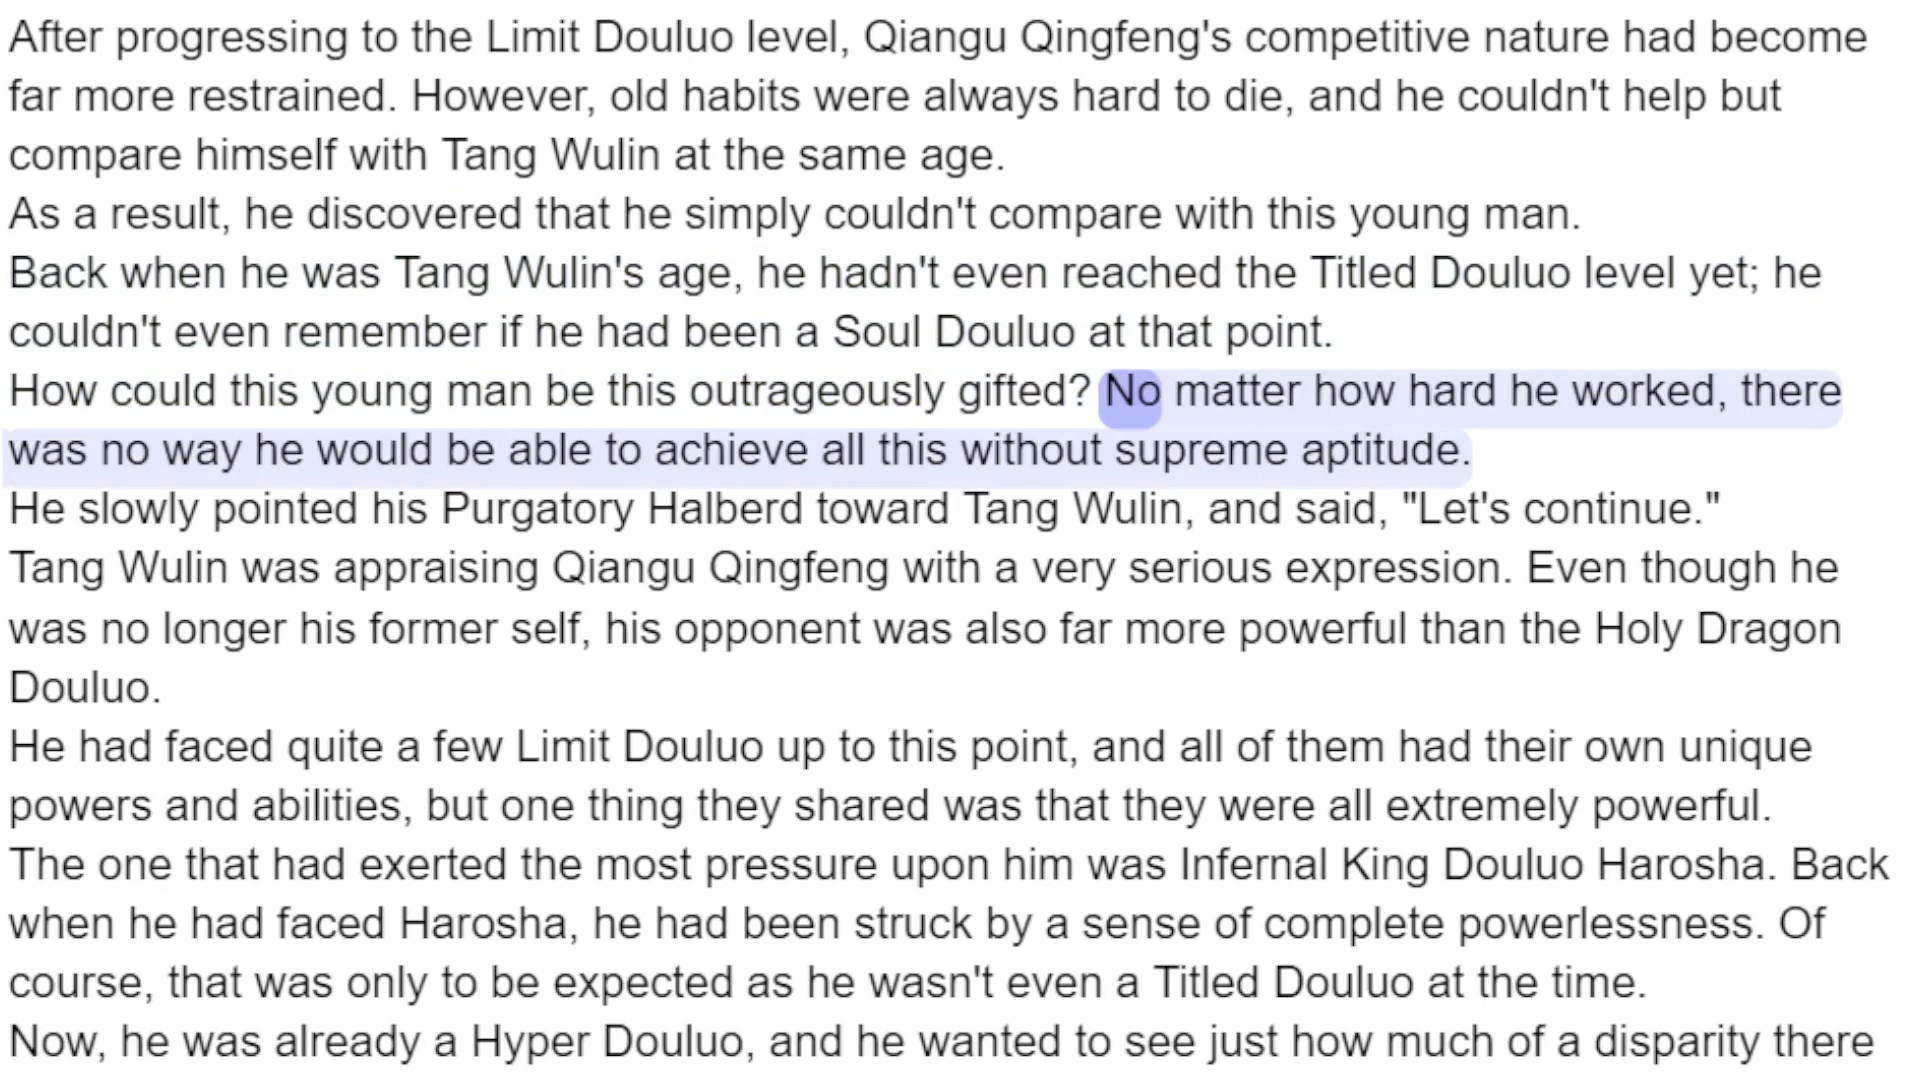 After progressing to the Limit Douluo level, Qiangu Qingfeng's competitive nature had become
far more restrained. However, old habits were always hard to die, and he couldn't help but
compare himself with Tang Wulin at the same age.
As a result, he discovered that he simply couldn't compare with this young man.
Back when he was Tang Wulin's age, he hadn't even reached the Titled Douluo level yet; he
couldn't even remember if he had been a Soul Douluo at that point.
How could this young man be this outrageously gifted? No matter how hard he worked, there
was no way he would be able to achieve all this without supreme aptitude.
He slowly pointed his Purgatory Halberd toward Tang Wulin, and said, "Let's continue."
Tang Wulin was appraising Qiangu Qingfeng with a very serious expression. Even though he
was no longer his former self, his opponent was also far more powerful than the Holy Dragon
Douluo.
He had faced quite a few Limit Douluo up to this point, and all of them had their own unique
powers and abilities, but one thing they shared was that they were all extremely powerful.
The one that had exerted the most pressure upon him was Infernal King Douluo Harosha. Back
when he had faced Harosha, he had been struck by a sense of complete powerlessness. Of
course, that was only to be expected as he wasn't even a Titled Douluo at the time.
Now, he was already a Hyper Douluo, and he wanted to see just how much of a disparity there